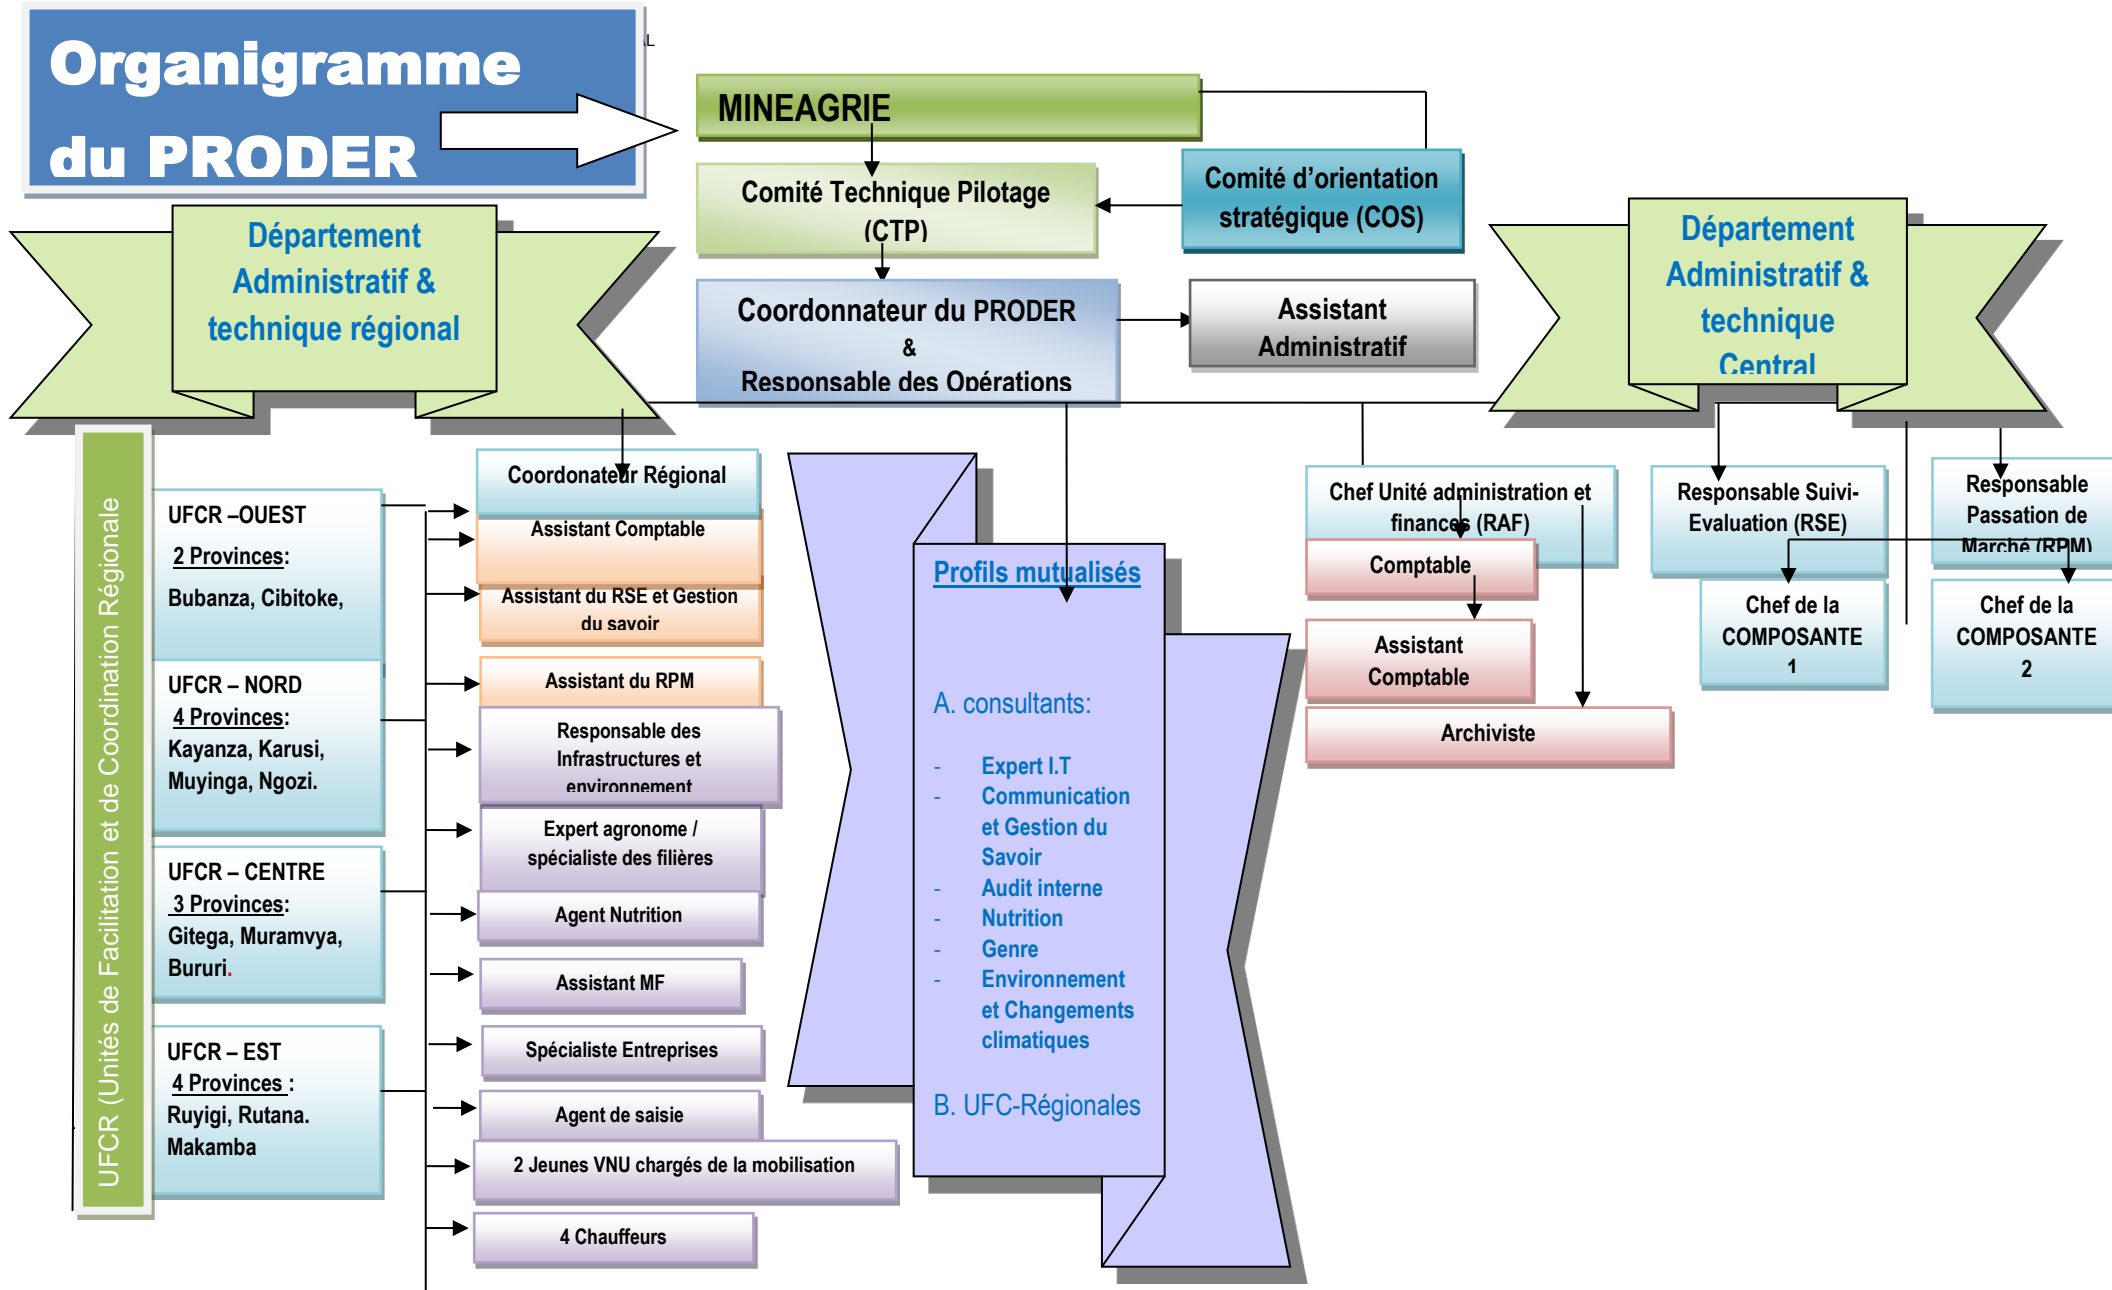 Organigramme
du PRODER
AL
MINEAGRIE
Comité Technique Pilotage
(CTP)
Comité d’orientation
stratégique (COS)
Coordonnateur du PRODER
&
Responsable des Opérations
Assistant
Administratif
Département
Administratif &
technique régional
Département
Administratif &
technique
Central
UFCR (Unités de Facilitation et de Coordination Régionale
UFCR –OUEST
2 Provinces:
Bubanza, Cibitoke,
UFCR – NORD
4 Provinces:
Kayanza, Karusi,
Muyinga, Ngozi.
UFCR – CENTRE
3 Provinces:
Gitega, Muramvya,
Bururi.
UFCR – EST
4 Provinces :
Ruyigi, Rutana.
Makamba
Coordonateur Régional
Assistant Comptable
Assistant du RSE et Gestion
du savoir
Assistant du RPM
Responsable des
Infrastructures et
environnement
Expert agronome /
spécialiste des filières
Agent Nutrition
Assistant MF
Spécialiste Entreprises
Agent de saisie
2 Jeunes VNU chargés de la mobilisation
4 Chauffeurs
Profils mutualisés
A. consultants:
- Expert I.T
- Communication
et Gestion du
Savoir
- Audit interne
- Nutrition
- Genre
- Environnement
et Changements
climatiques
B. UFC-Régionales
Chef Unité administration et
finances (RAF)
Comptable
Assistant
Comptable
Archiviste
Responsable Suivi-
Evaluation (RSE)
Responsable
Passation de
Marché (RPM)
Chef de la
COMPOSANTE
1
Chef de la
COMPOSANTE
2